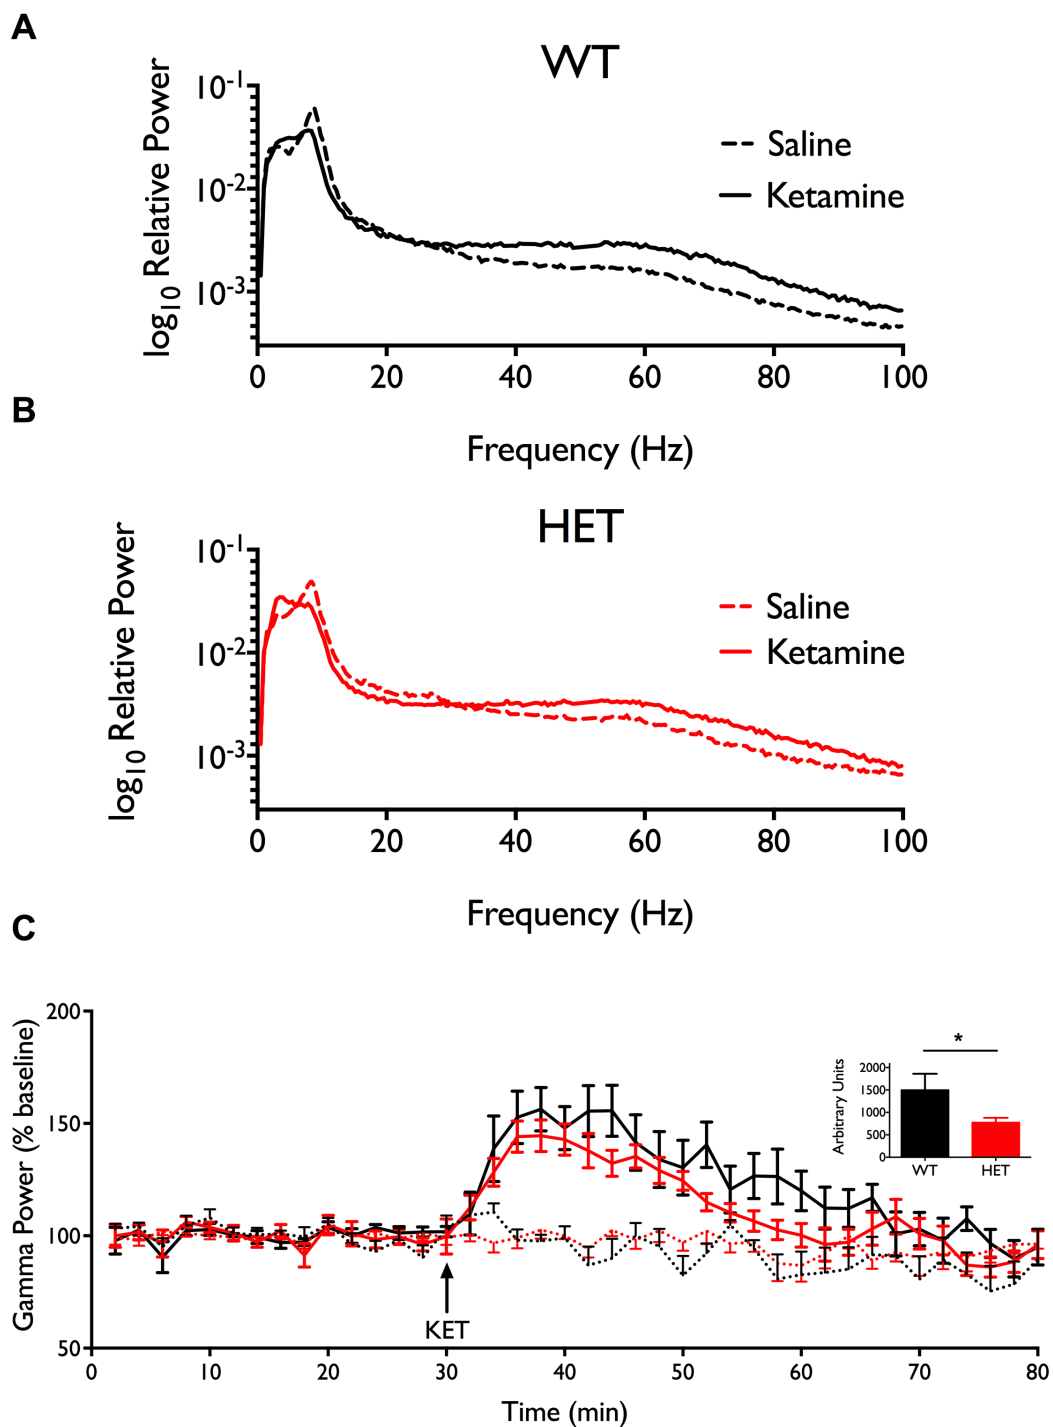 A
WT
log10 Relative Power
10-1
10-2
10-3
Saline
Ketamine
0 20 40 60 80 100
Frequency (Hz)
B
HET
log10 Relative Power
10-1
10-2
10-3
Saline
Ketamine
0 20 40 60 80 100
Frequency (Hz)
C
Gamma Power (% baseline)
200
150
100
50
KET
Arbitrary Units
2000
1500
1000
500
0
*
WT HET
0 10 20 30 40 50 60 70 80
Time (min)